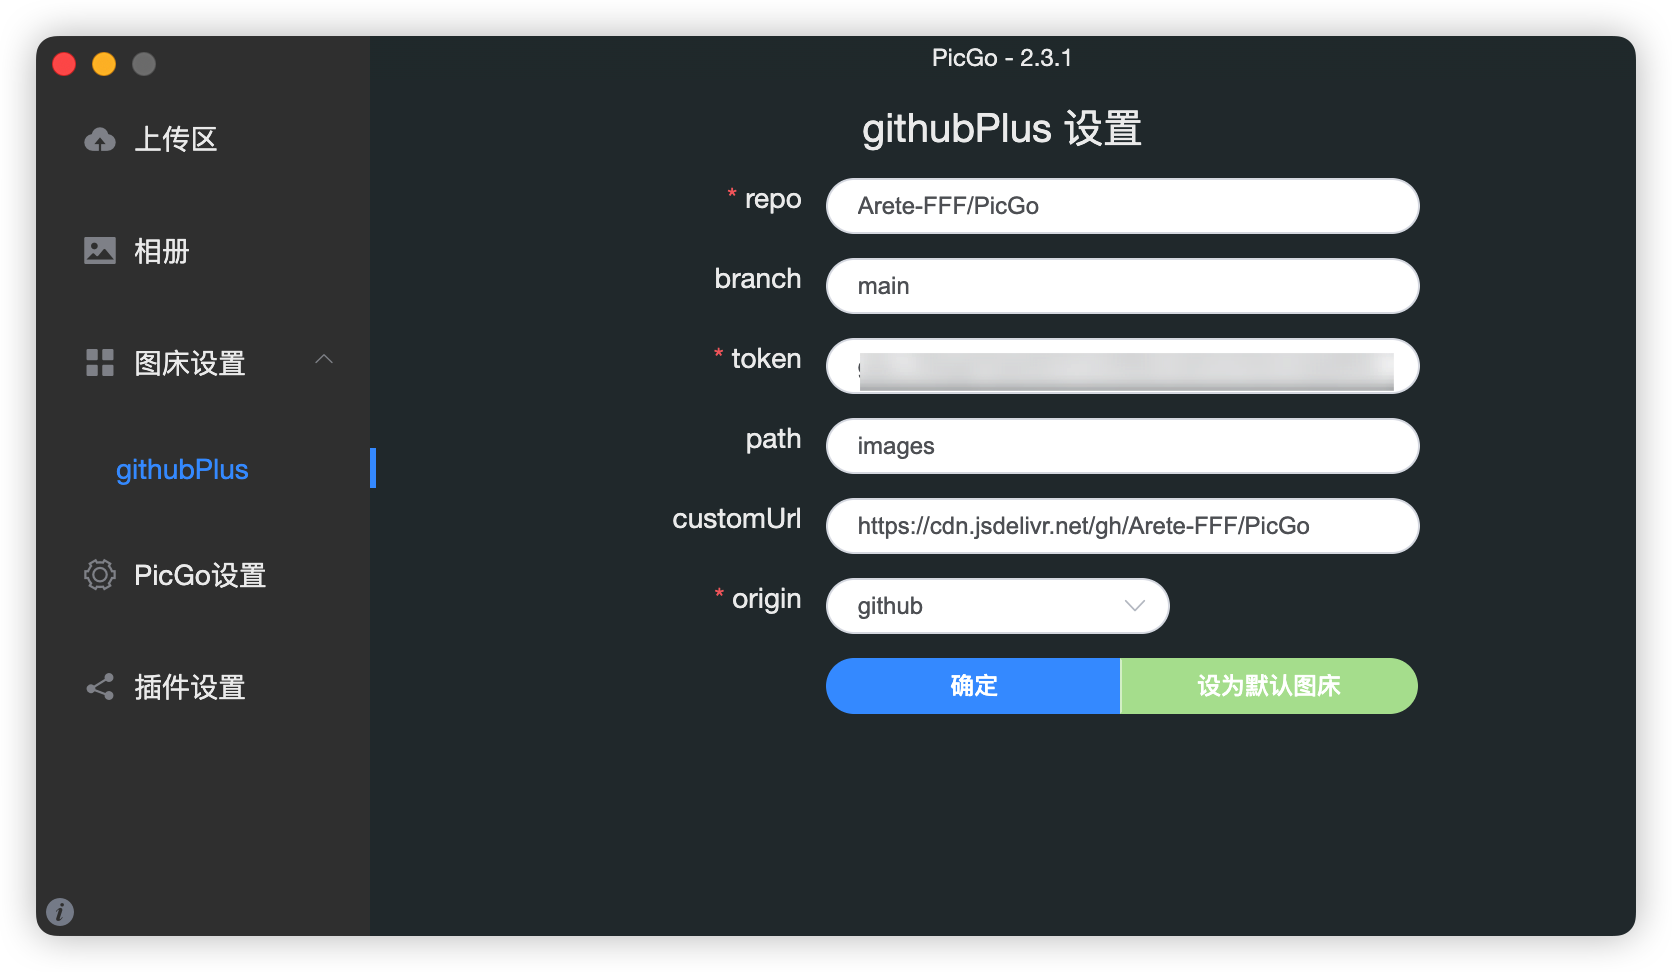 PicGo - 2.3.1
上传区
相册
图床设置
githubPlus
PicGo设置
插件设置
githubPlus 设置
* repo
Arete-FFF/PicGo
branch
main
* token
path
images
customUrl
https://cdn.jsdelivr.net/gh/Arete-FFF/PicGo
* origin
github
确定
设为默认图床